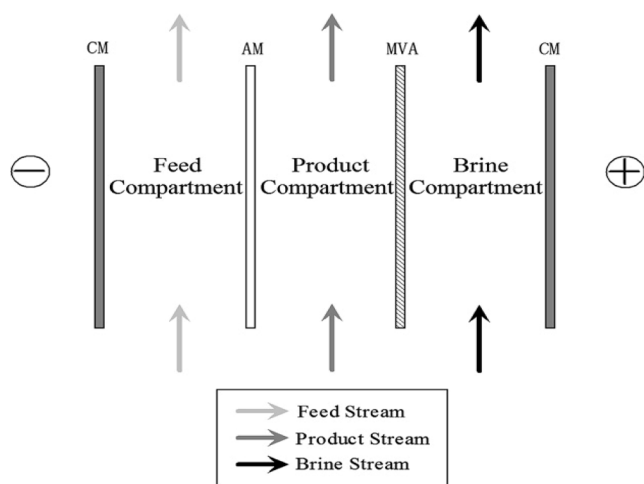 CM
AM
MVA
CM
Feed
Compartment
Product
Compartment
Brine
Compartment
−
+
Feed Stream
Product Stream
Brine Stream